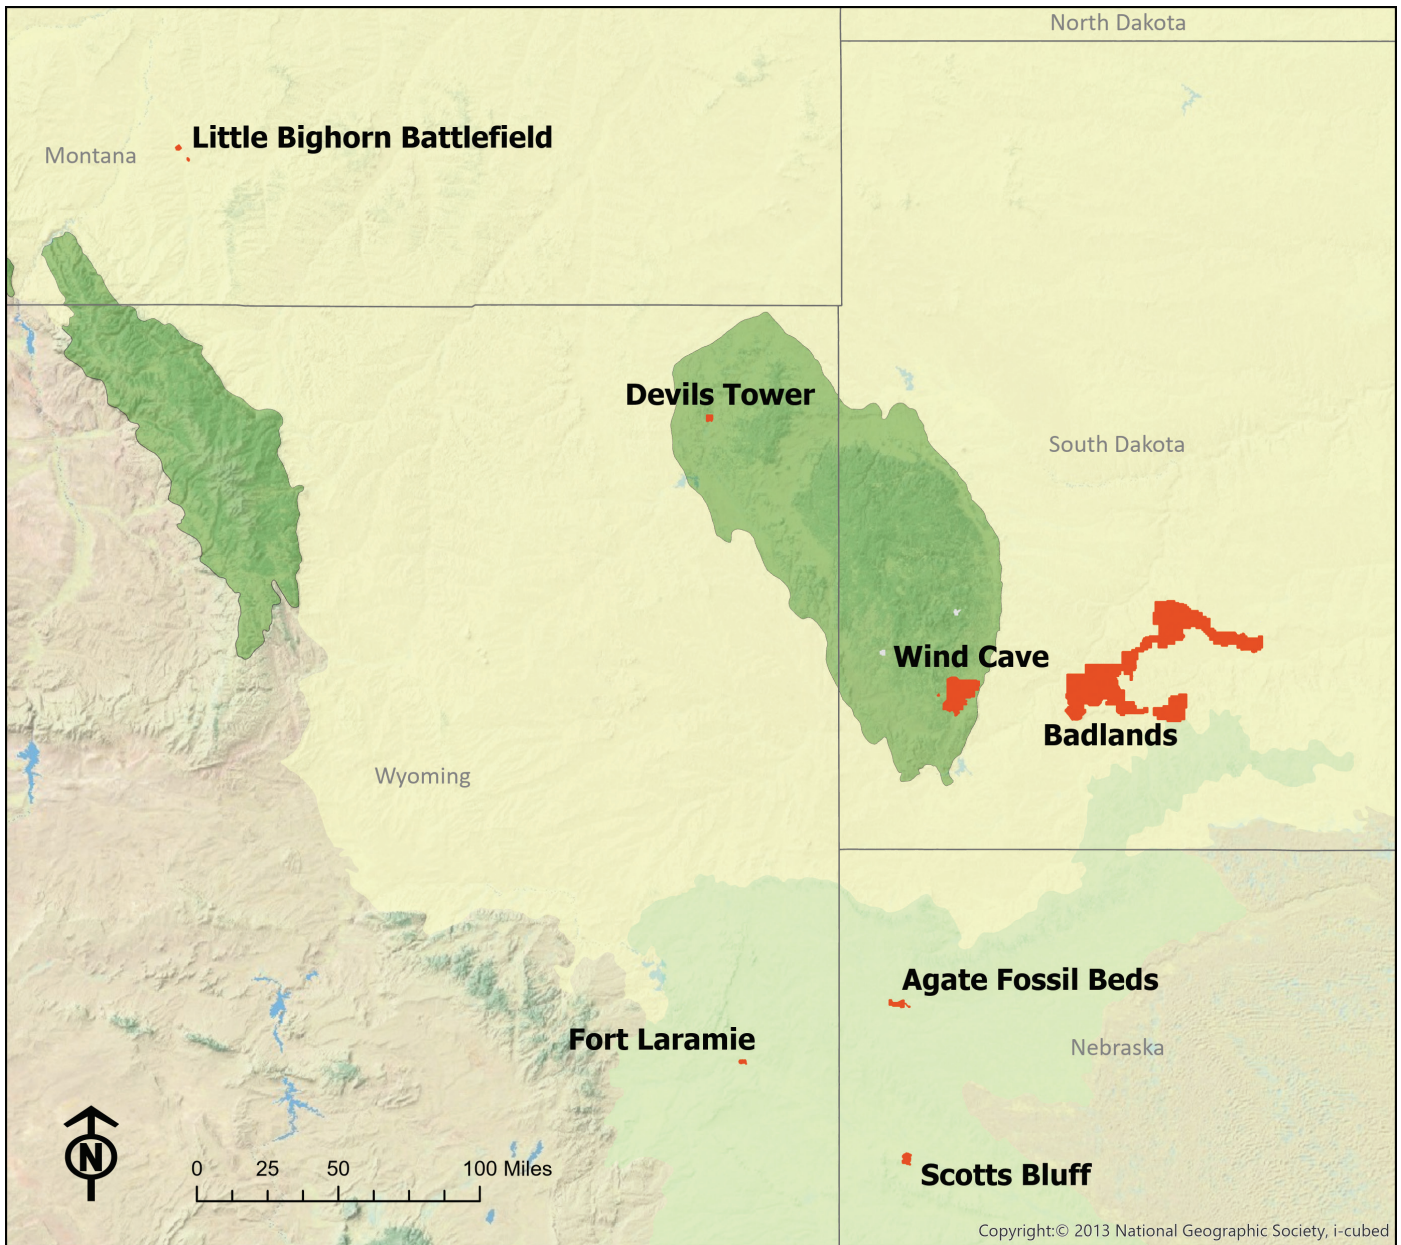 North Dakota
Little Bighorn Battlefield
Montana
Devils Tower
South Dakota
Wind Cave
Badlands
Wyoming
Agate Fossil Beds
Fort Laramie
Nebraska
N
0 25 50 100 Miles
Scotts Bluff
Copyright:© 2013 National Geographic Society, i-cubed